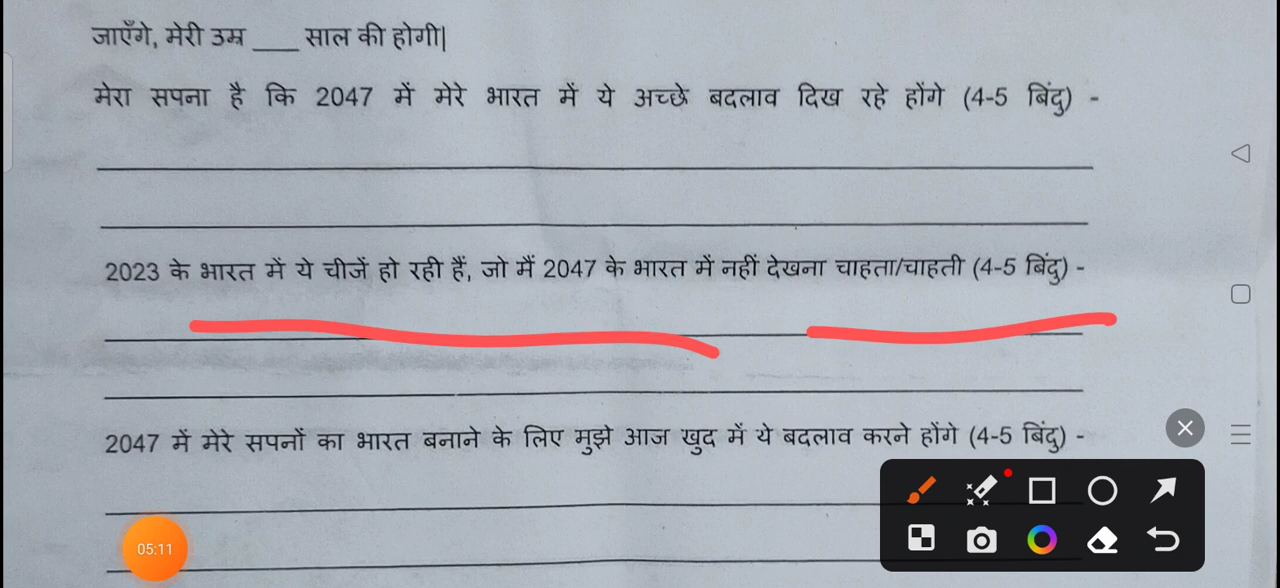 जाएँगे, मेरी उम्र ____ साल की होगी|
मेरा सपना है कि 2047 में मेरे भारत में ये अच्छे बदलाव दिख रहे होंगे (4-5 बिंदु) -
2023 के भारत में ये चीजें हो रही हैं, जो मैं 2047 के भारत में नहीं देखना चाहता/चाहती (4-5 बिंदु) -
2047 में मेरे सपनों का भारत बनाने के लिए मुझे आज खुद में ये बदलाव करने होंगे (4-5 बिंदु) -
05:11